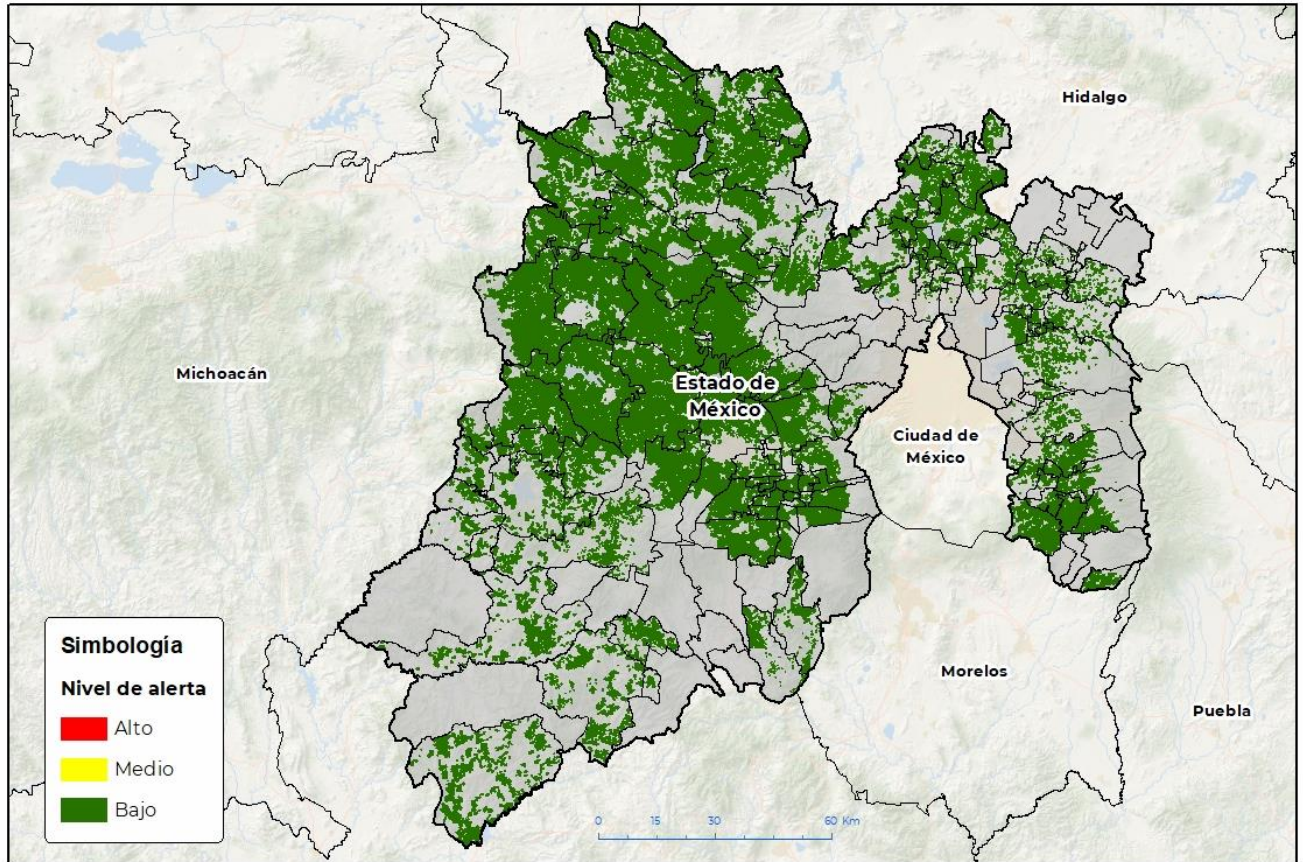 Hidalgo
Michoacán
Estado de
México
Ciudad de
México
Morelos
Puebla
Simbología
Nivel de alerta
Alto
Medio
Bajo
0 15 30 60 Km